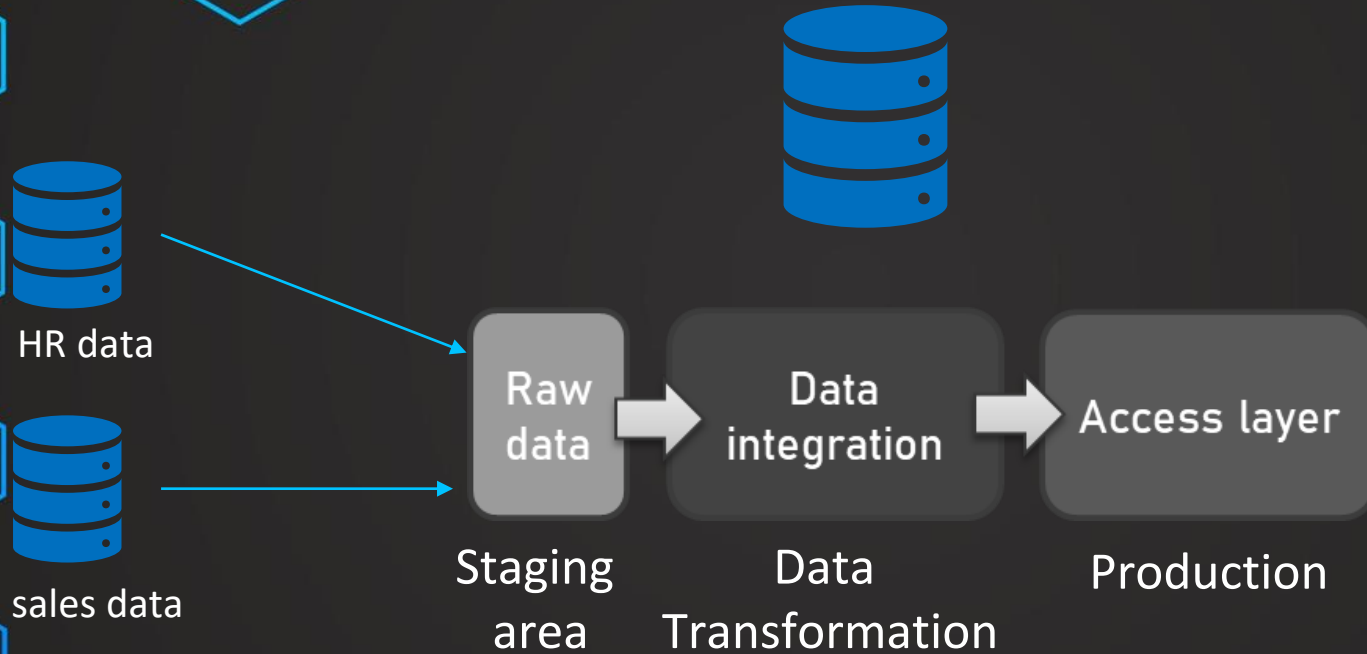 HR data
sales data
Raw
data
Data
integration
Access layer
Staging
area
Data
Transformation
Production